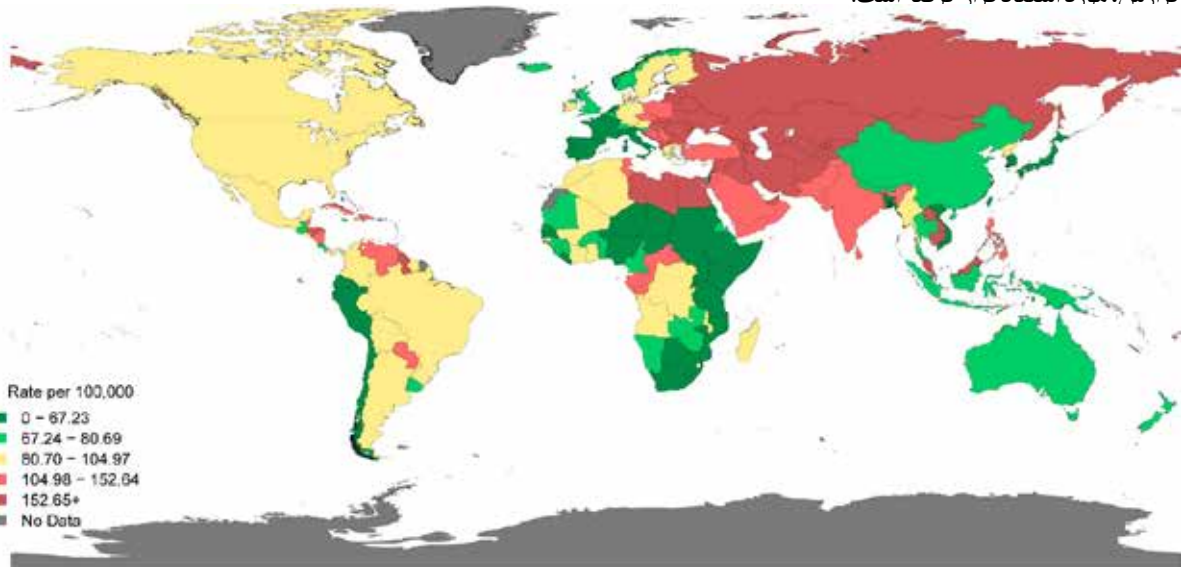 Rate per 100,000
0 – 67.23
67.24 – 80.69
80.70 – 104.97
104.98 – 152.64
152.65+
No Data